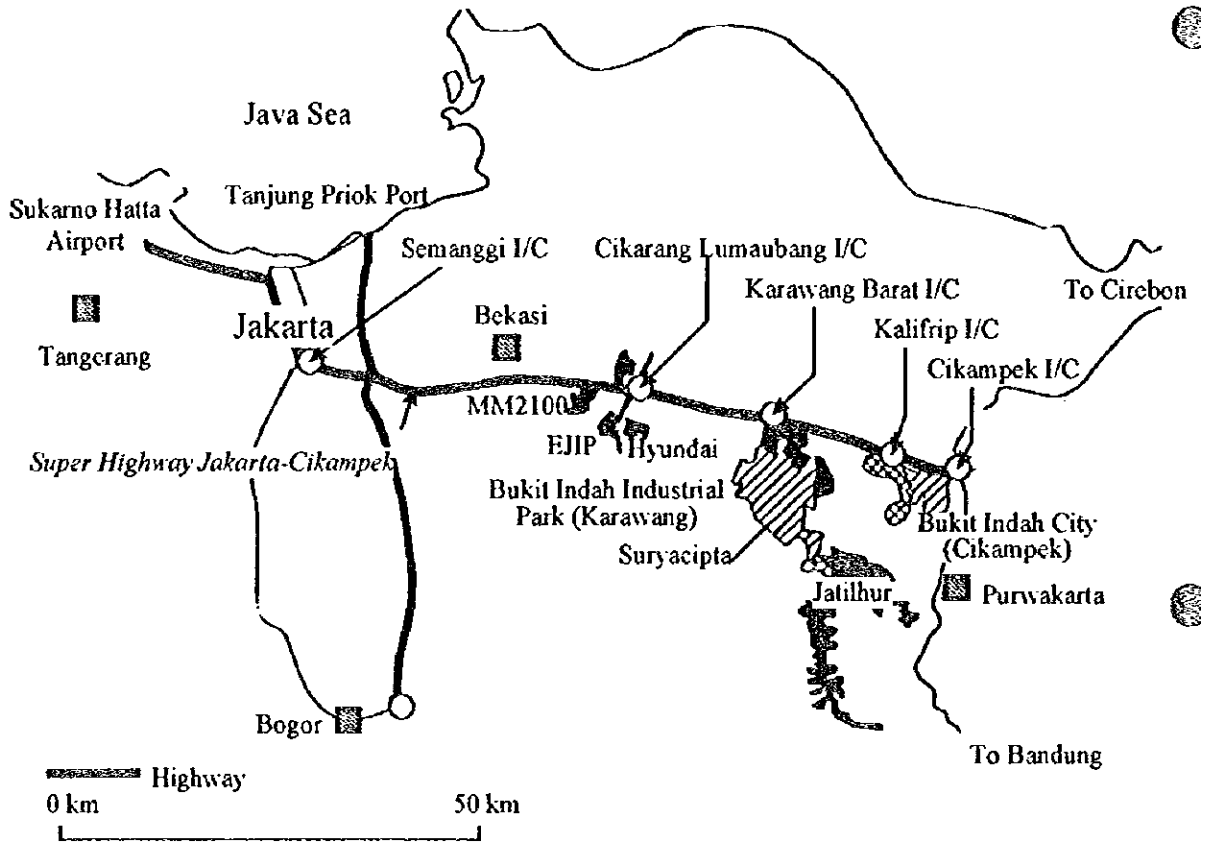 Java Sea
Tanjung Priok Port
Sukarno Hatta
Airport
Semanggi I/C
Cikarang Lumaubang I/C
Karawang Barat I/C
To Cirebon
Jakarta
Bekasi
Kalifrip I/C
Tangerang
Cikampek I/C
MM2100
EJIP
Hyundai
Super Highway Jakarta-Cikampek
Bukit Indah Industrial
Park (Karawang)
Bukit Indah City
(Cikampek)
Suryacipta
Jatilhur
Purwakarta
Bogor
To Bandung
Highway
0 km
50 km